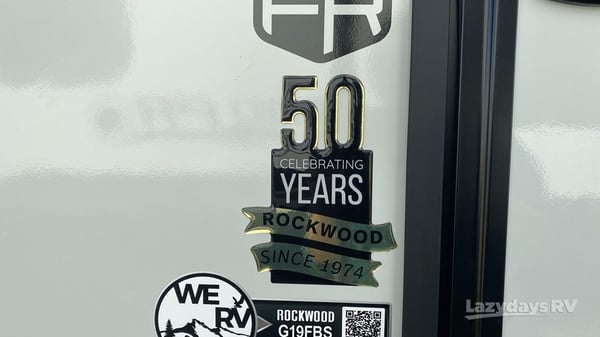 FR
50
CELEBRATING
YEARS
ROCKWOOD
SINCE 1974
WE
RV
ROCKWOOD
G19FBS
Lazydays RV